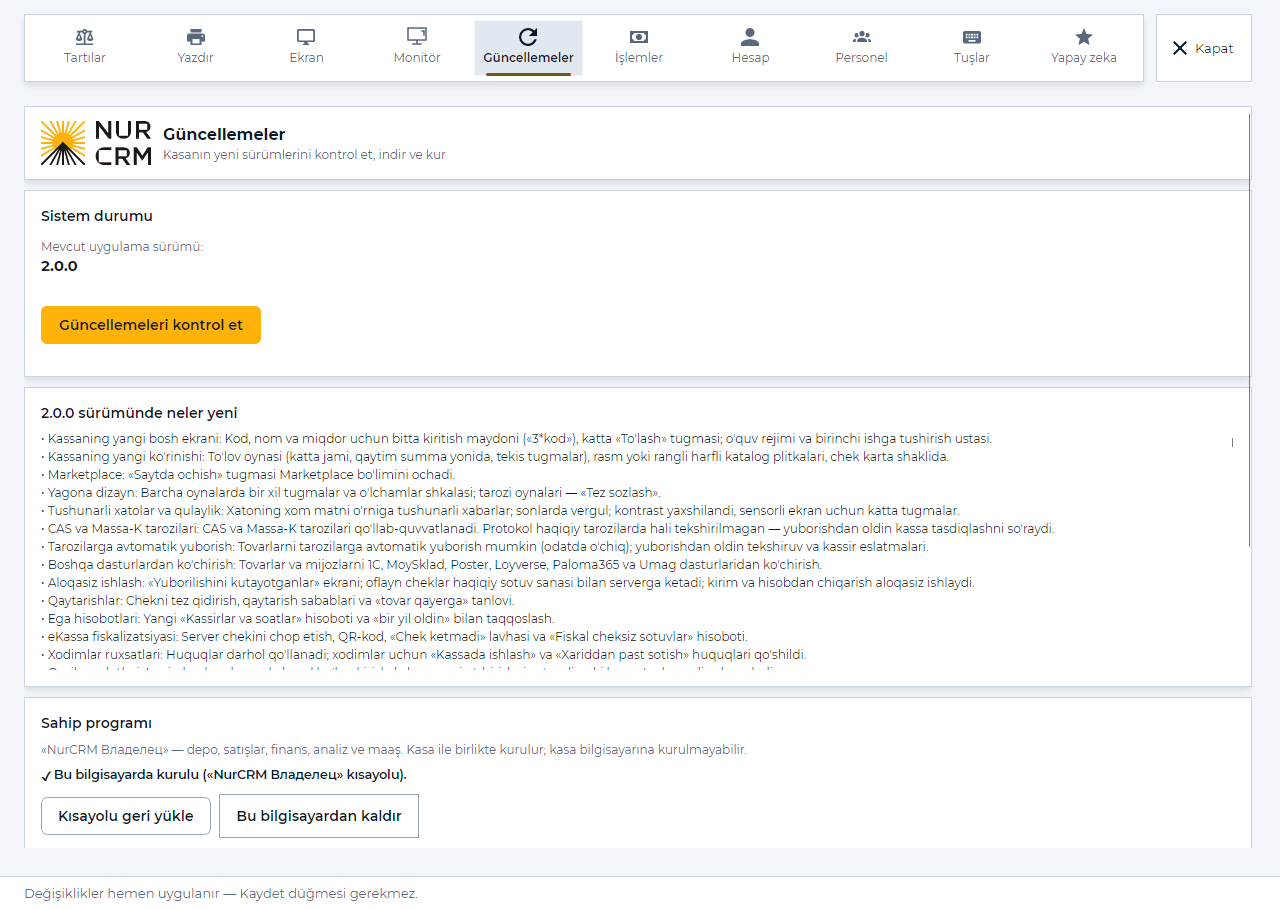 Tartılar
Yazdır
Ekran
Monitör
Güncellemeler
İşlemler
Hesap
Personel
Tuşlar
Yapay zeka
Kapat
NUR CRM
Güncellemeler
Kasanın yeni sürümlerini kontrol et, indir ve kur
Sistem durumu
Mevcut uygulama sürümü:
2.0.0
Güncellemeleri kontrol et
2.0.0 sürümünde neler yeni
• Kassaning yangi bosh ekrani: Kod, nom va miqdor uchun bitta kiritish maydoni («3*kod»), katta «To'lash» tugmasi; o'quv rejimi va birinchi ishga tushirish ustasi.
• Kassaning yangi ko'rinishi: To'lov oynasi (katta jami, qaytim summa yonida, tekis tugmalar), rasm yoki rangli harfli katalog plitkalari, chek karta shaklida.
• Marketplace: «Saytda ochish» tugmasi Marketplace bo'limini ochadi.
• Yagona dizayn: Barcha oynalarda bir xil tugmalar va o'lchamlar shkalasi; tarozi oynalari — «Tez sozlash».
• Tushunarli xatolar va qulaylik: Xatoning xom matni o'rniga tushunarli xabarlar; sonlarda vergul; kontrast yaxshilandi, sensorli ekran uchun katta tugmalar.
• CAS va Massa-K tarozilari: CAS va Massa-K tarozilari qo'llab-quvvatlanadi. Protokol haqiqiy tarozilarda hali tekshirilmagan — yuborishdan oldin kassa tasdiqlashni so'raydi.
• Tarozilarga avtomatik yuborish: Tovarlarni tarozilarga avtomatik yuborish mumkin (odatda o'chiq); yuborishdan oldin tekshiruv va kassir eslatmalari.
• Boshqa dasturlardan ko'chirish: Tovarlar va mijozlarni 1C, MoySklad, Poster, Loyverse, Paloma365 va Umag dasturlaridan ko'chirish.
• Aloqasiz ishlash: «Yuborilishini kutayotganlar» ekrani; oflayn cheklar haqiqiy sotuv sanasi bilan serverga ketadi; kirim va hisobdan chiqarish aloqasiz ishlaydi.
• Qaytarishlar: Chekni tez qidirish, qaytarish sabablari va «tovar qayerga» tanlovi.
• Ega hisobotlari: Yangi «Kassirlar va soatlar» hisoboti va «bir yil oldin» bilan taqqoslash.
• eKassa fiskalizatsiyasi: Server chekini chop etish, QR-kod, «Chek ketmadi» lavhasi va «Fiskal cheksiz sotuvlar» hisoboti.
• Xodimlar ruxsatlari: Huquqlar darhol qo'llanadi; xodimlar uchun «Kassada ishlash» va «Xariddan past sotish» huquqlari qo'shildi.
Sahip programı
«NurCRM Владелец» — depo, satışlar, finans, analiz ve maaş. Kasa ile birlikte kurulur; kasa bilgisayarına kurulmayabilir.
✓ Bu bilgisayarda kurulu («NurCRM Владелец» kısayolu).
Kısayolu geri yükle
Bu bilgisayardan kaldır
Değişiklikler hemen uygulanır — Kaydet düğmesi gerekmez.